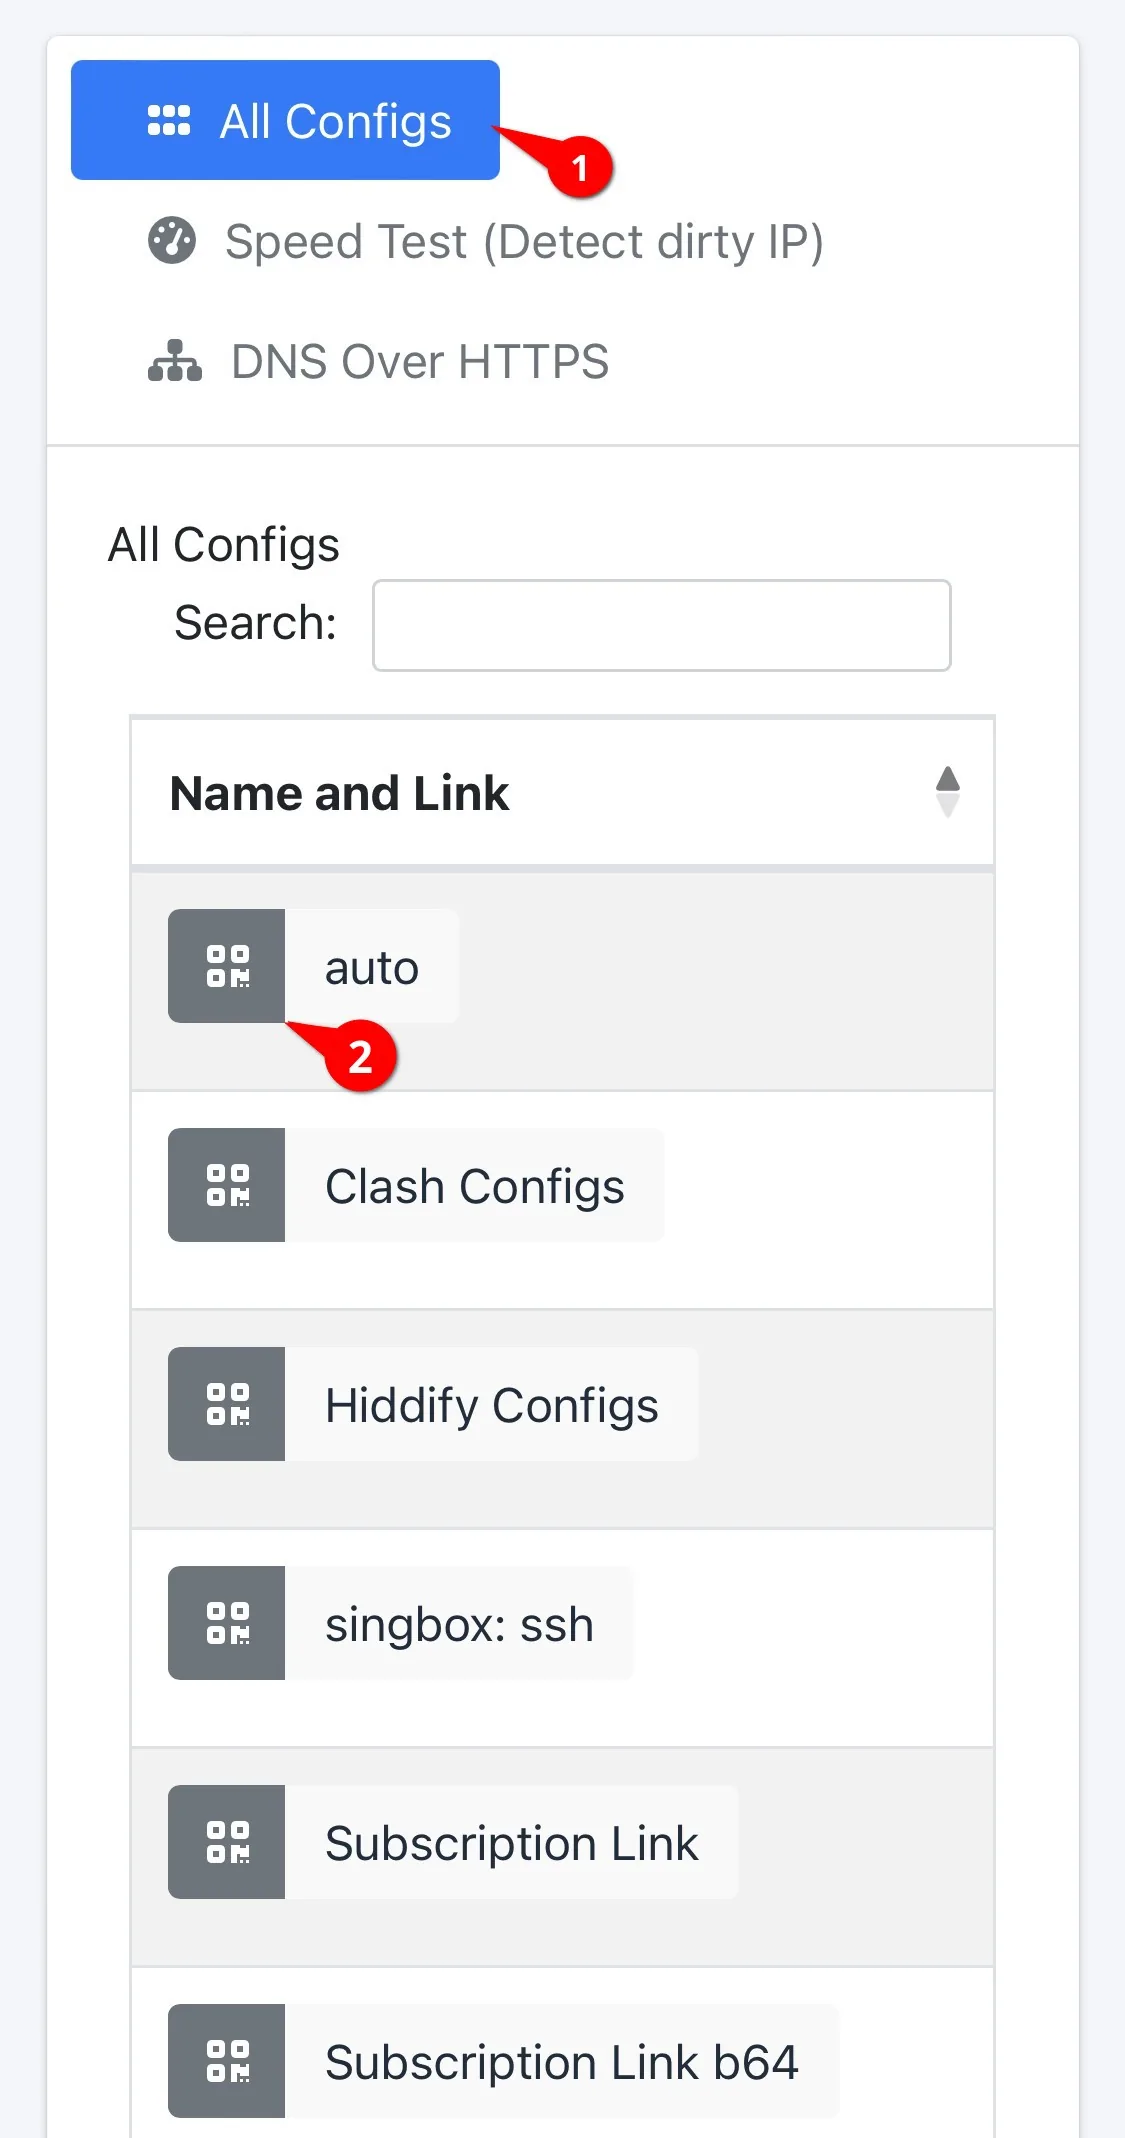 All Configs
1
Speed Test (Detect dirty IP)
DNS Over HTTPS
All Configs
Search:
Name and Link
auto
2
Clash Configs
Hiddify Configs
singbox: ssh
Subscription Link
Subscription Link b64